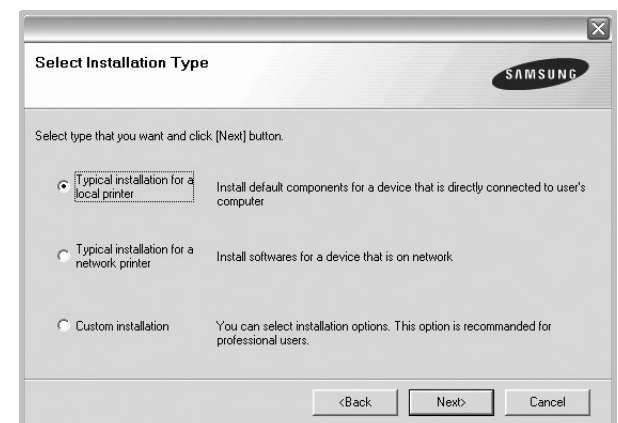 Select Installation Type
SAMSUNG
Select type that you want and click [Next] button.
Typical installation for a
local printer
Install default components for a device that is directly connected to user's
computer
Typical installation for a
network printer
Install softwares for a device that is on network
Custom installation
You can select installation options. This option is recommanded for
professional users.
<Back
Next>
Cancel